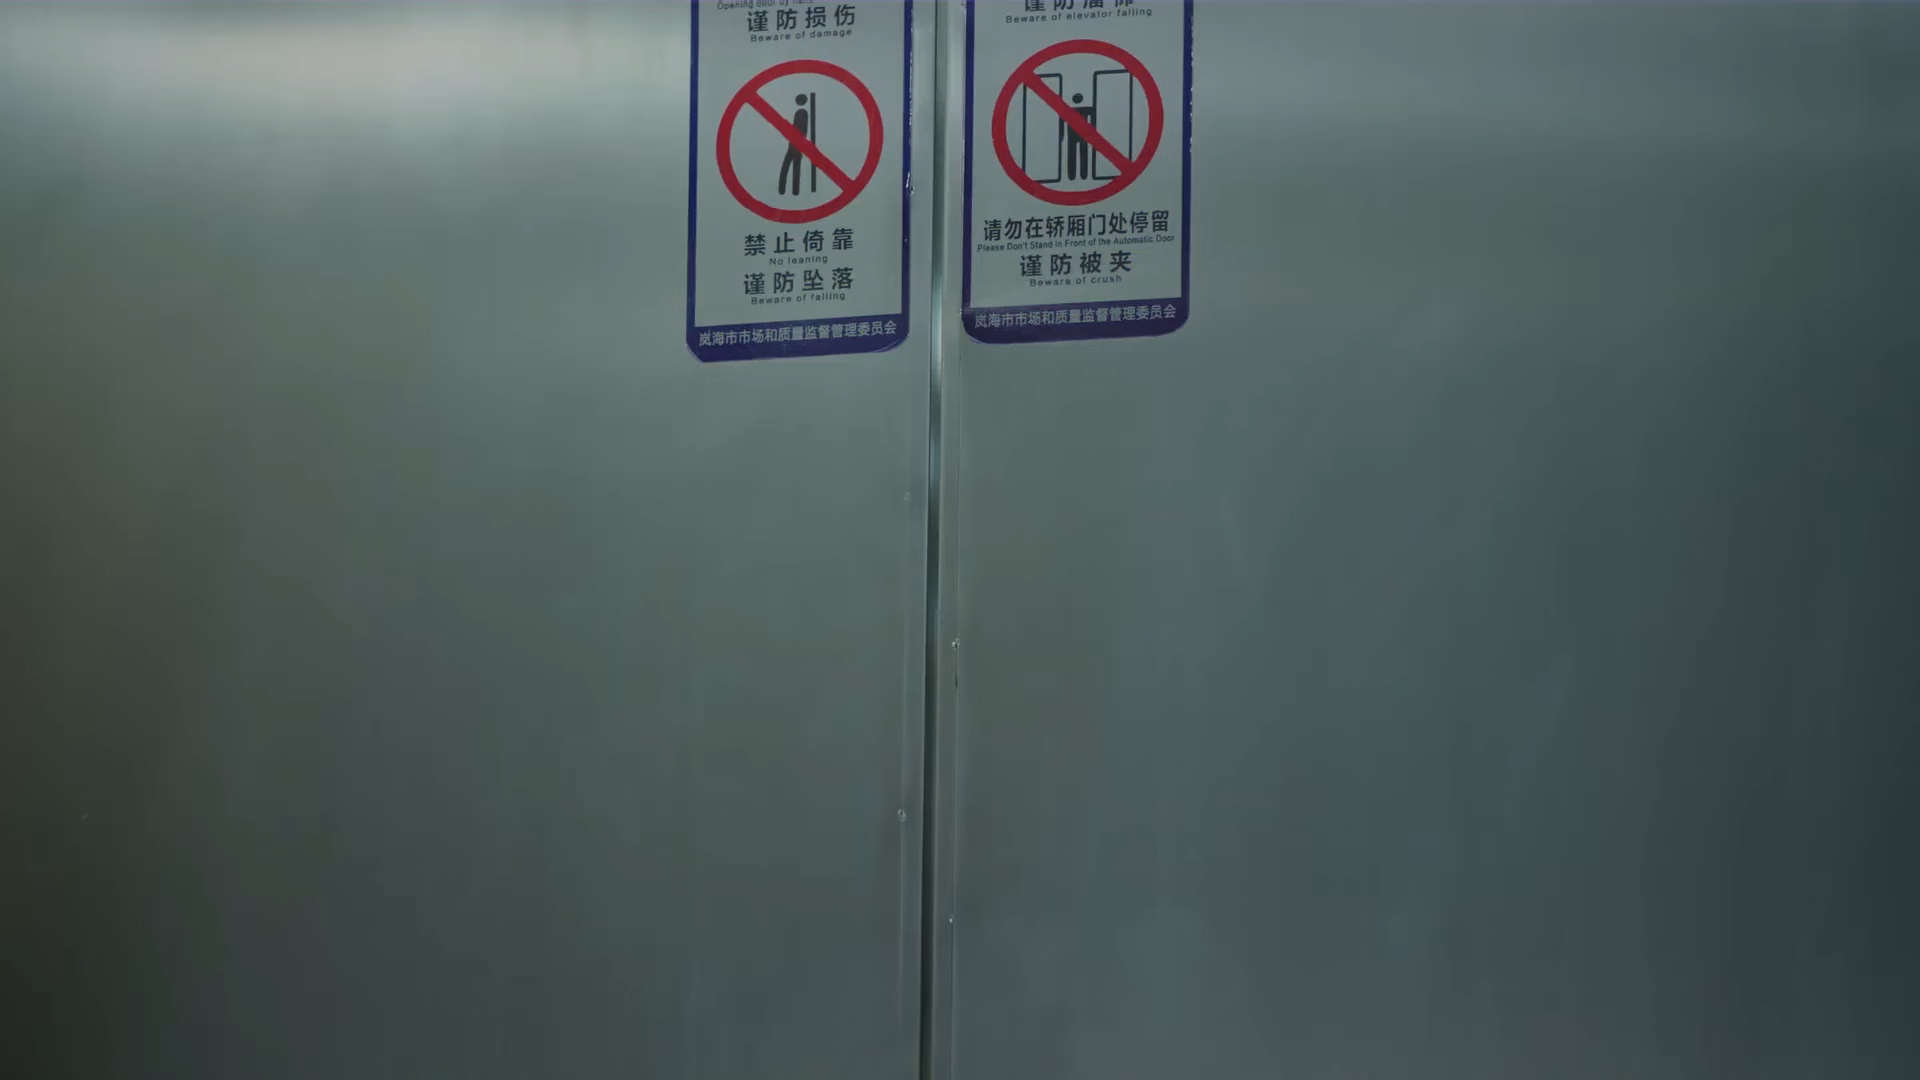 谨防损伤
Beware of damage
禁止倚靠
No leaning
谨防坠落
Beware of falling
岚海市市场和质量监督管理委员会
Beware of elevator falling
请勿在轿厢门处停留
Please Don't Stand in Front of the Automatic Door
谨防被夹
Beware of crush
岚海市市场和质量监督管理委员会